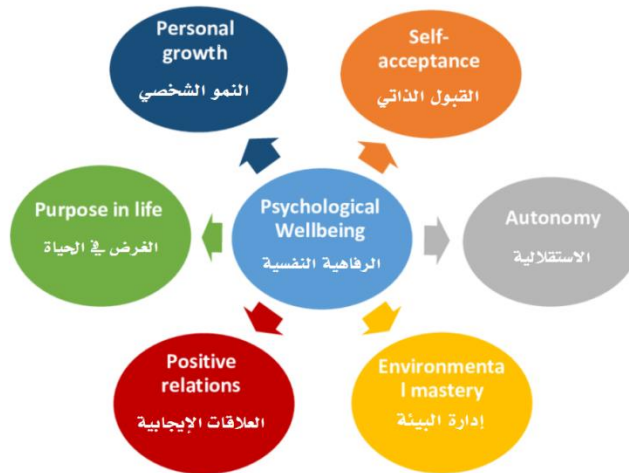 Personal
growth
النمو الشخصي
Self-
acceptance
القبول الذاتي
Purpose in life
الغرض في الحياة
Psychological
Wellbeing
الرفاهية النفسية
Autonomy
الاستقلالية
Positive
relations
العلاقات الإيجابية
Environmenta
l mastery
إدارة البيئة